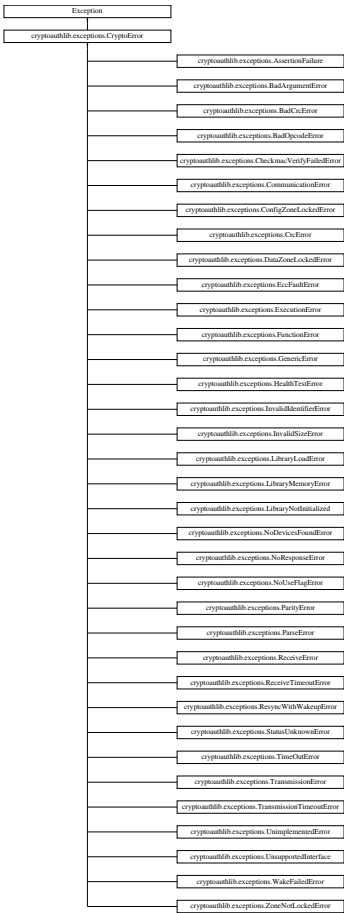 Exception
cryptoauthlib.exceptions.CryptoError
cryptoauthlib.exceptions.AssertionFailure
cryptoauthlib.exceptions.BadArgumentError
cryptoauthlib.exceptions.BadCrcError
cryptoauthlib.exceptions.BadOpcodeError
cryptoauthlib.exceptions.CheckmacVerifyFailedError
cryptoauthlib.exceptions.CommunicationError
cryptoauthlib.exceptions.ConfigZoneLockedError
cryptoauthlib.exceptions.CrcError
cryptoauthlib.exceptions.DataZoneLockedError
cryptoauthlib.exceptions.EccFaultError
cryptoauthlib.exceptions.ExecutionError
cryptoauthlib.exceptions.FunctionError
cryptoauthlib.exceptions.GenericError
cryptoauthlib.exceptions.HealthTestError
cryptoauthlib.exceptions.InvalidIdentifierError
cryptoauthlib.exceptions.InvalidSizeError
cryptoauthlib.exceptions.LibraryLoadError
cryptoauthlib.exceptions.LibraryMemoryError
cryptoauthlib.exceptions.LibraryNotInitialized
cryptoauthlib.exceptions.NoDevicesFoundError
cryptoauthlib.exceptions.NoResponseError
cryptoauthlib.exceptions.NoUseFlagError
cryptoauthlib.exceptions.ParityError
cryptoauthlib.exceptions.ParseError
cryptoauthlib.exceptions.ReceiveError
cryptoauthlib.exceptions.ReceiveTimeoutError
cryptoauthlib.exceptions.ResyncWithWakeupError
cryptoauthlib.exceptions.StatusUnknownError
cryptoauthlib.exceptions.TimeOutError
cryptoauthlib.exceptions.TransmissionError
cryptoauthlib.exceptions.TransmissionTimeoutError
cryptoauthlib.exceptions.UnimplementedError
cryptoauthlib.exceptions.UnsupportedInterface
cryptoauthlib.exceptions.WakeFailedError
cryptoauthlib.exceptions.ZoneNotLockedError